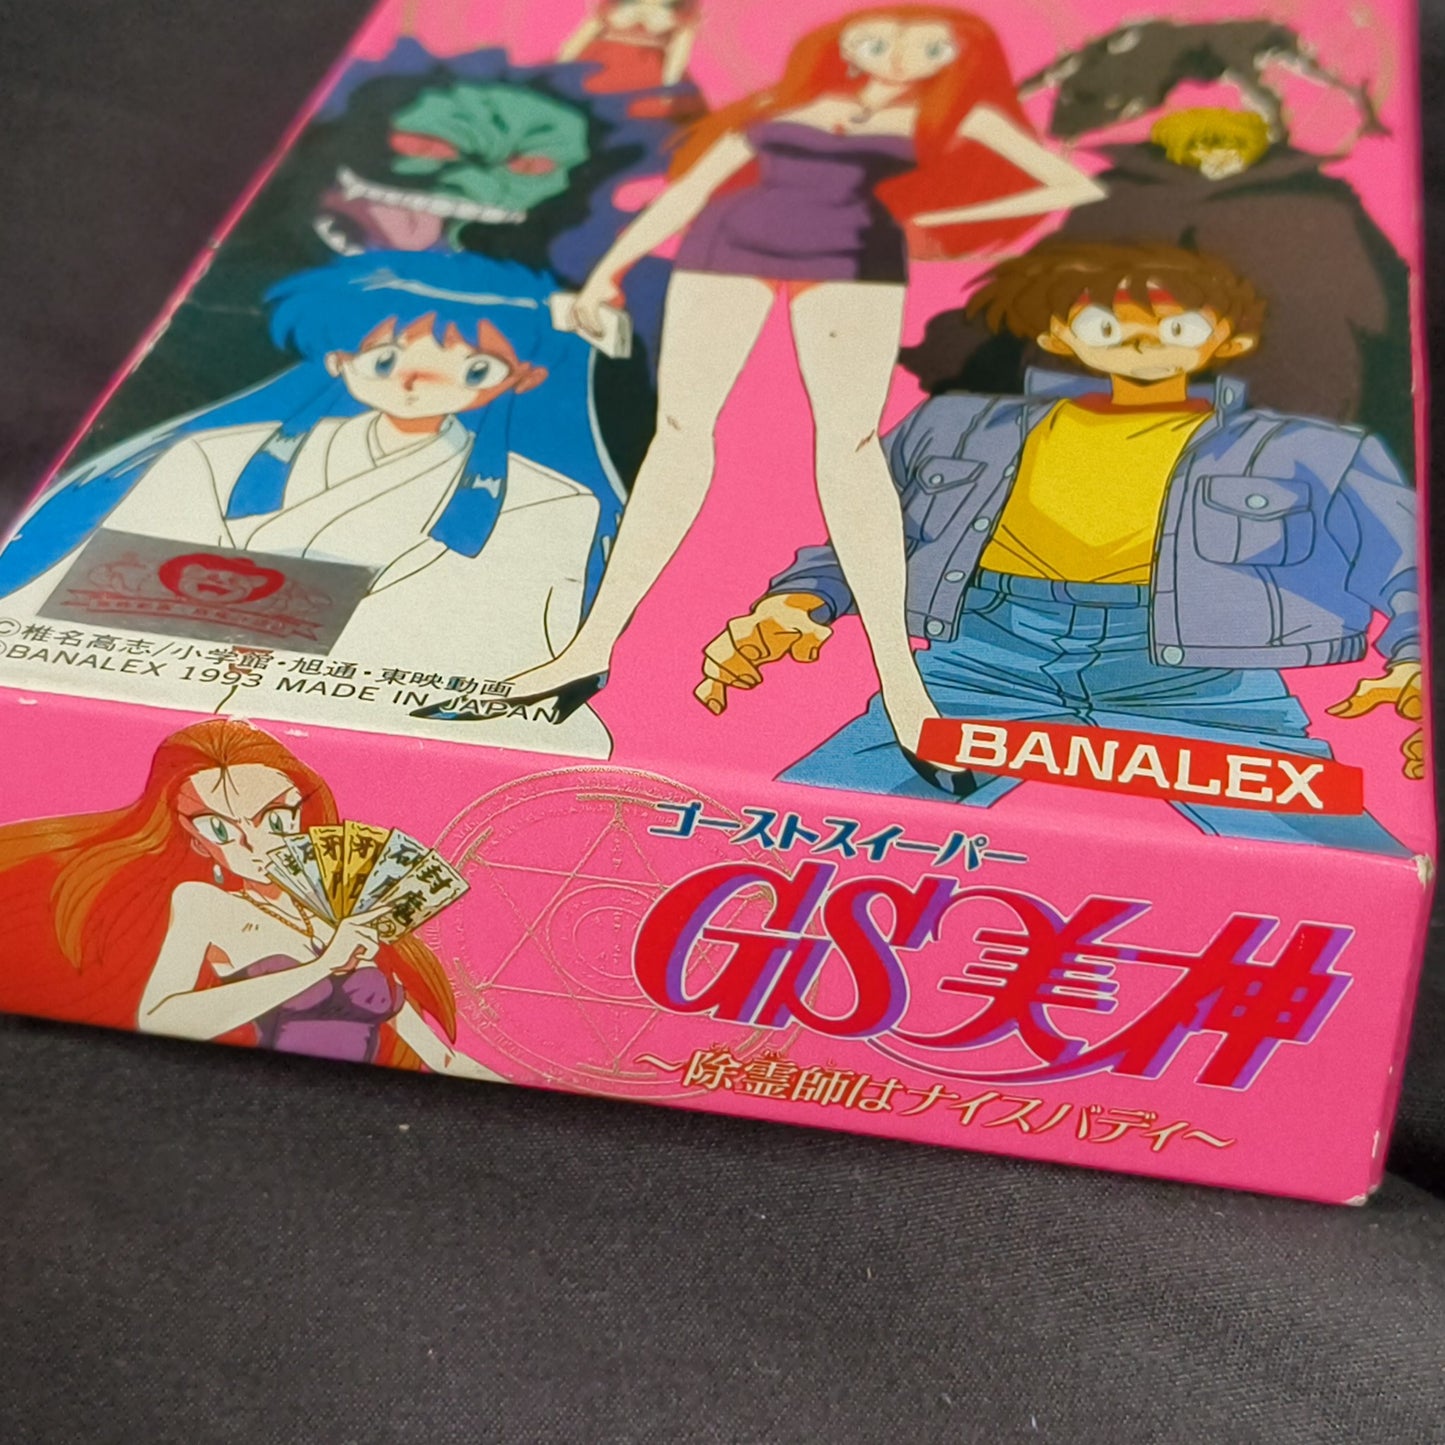 ©椎名高志/小学館・旭通・東映動画
©BANALEX 1993 MADE IN JAPAN
BANALEX
ゴーストスイーパー
GS美神
～除霊師はナイスバディ～
封魔